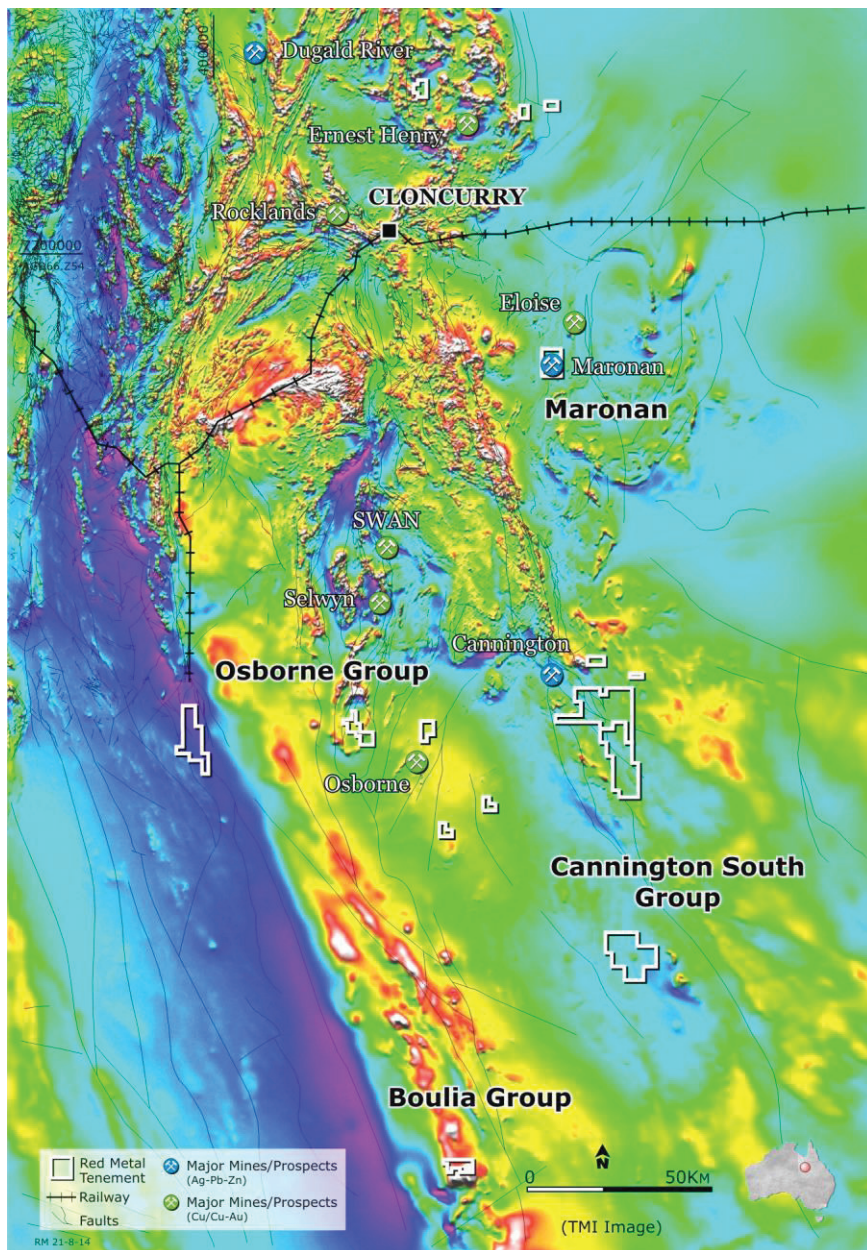 490000
Dugald River
Ernest Henry
CLONCURRY
Rocklands
7700000
Eloise
Maronan
Maronan
SWAN
Selwyn
Cannington
Osborne Group
Osborne
Cannington South
Group
Boulia Group
Red Metal
Tenement
Railway
Faults
Major Mines/Prospects
(Ag-Pb-Zn)
Major Mines/Prospects
(Cu/Cu-Au)
N
0
50KM
(TMI Image)
RM 21-8-14